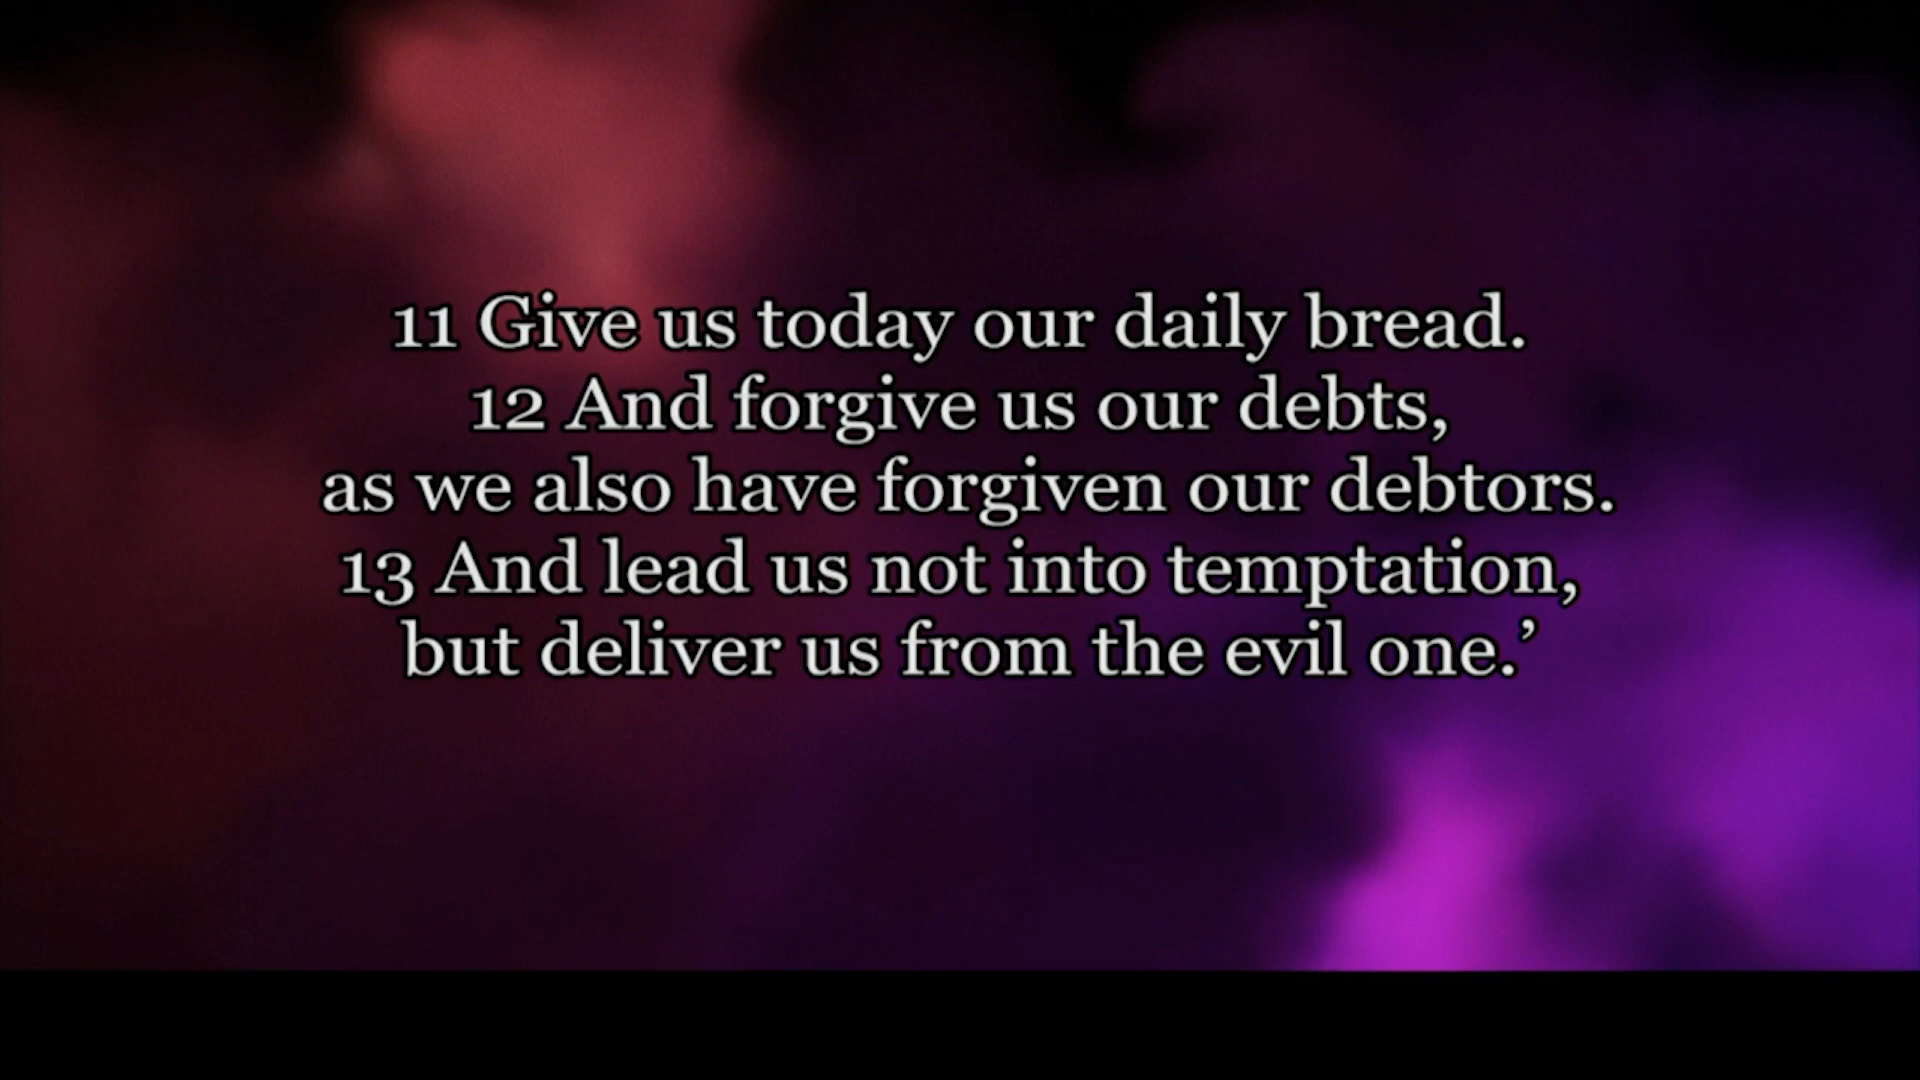 11 Give us today our daily bread.
12 And forgive us our debts,
as we also have forgiven our debtors.
13 And lead us not into temptation,
but deliver us from the evil one.’